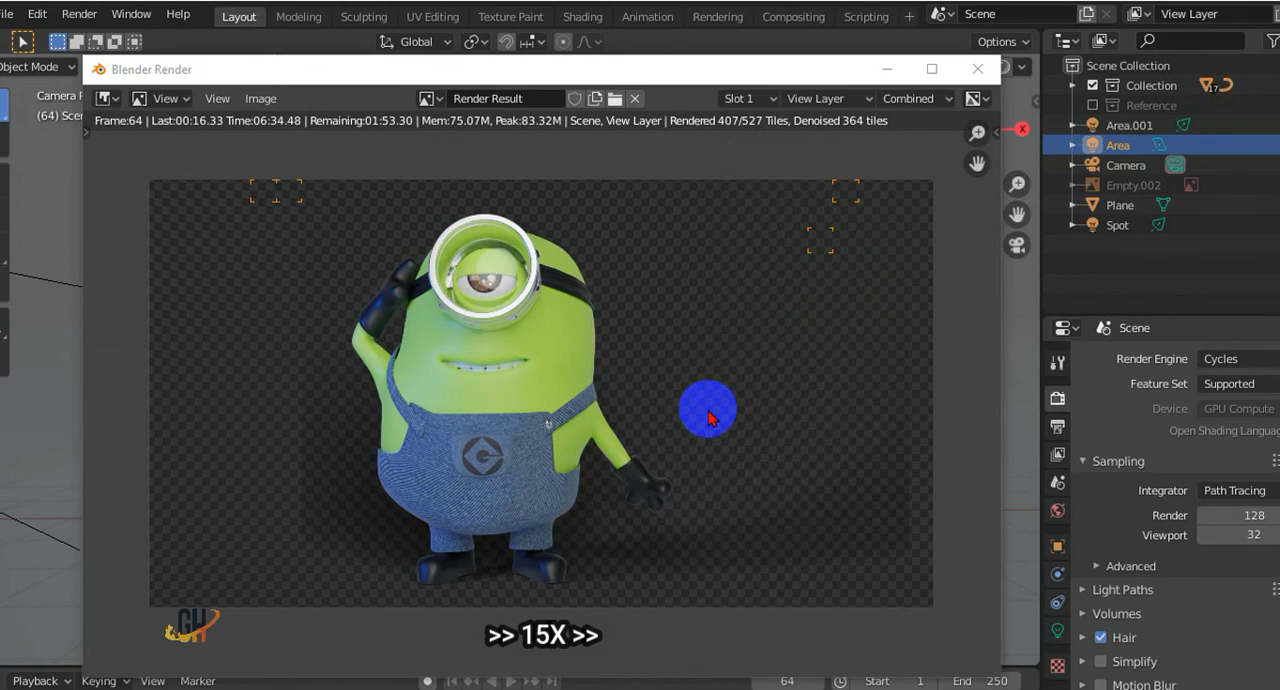 File Edit Render Window Help Layout Modeling Sculpting UV Editing Texture Paint Shading Animation Rendering Compositing Scripting + Scene View Layer
Global Options
Object Mode
Blender Render
View View Image Render Result Slot 1 View Layer Combined
Frame:64 | Last:00:16.33 Time:06:34.48 | Remaining:01:53.30 | Mem:75.07M, Peak:83.32M | Scene, View Layer | Rendered 407/527 Tiles, Denoised 364 tiles
Camera
(64)
X
Scene Collection
Collection 17
Reference
Area.001
Area
Camera
Empty.002
Plane
Spot
Scene
Render Engine Cycles
Feature Set Supported
Device GPU Compute
Open Shading
Sampling
Integrator Path Tracing
Render 128
Viewport 32
Advanced
Light Paths
Volumes
Hair
Simplify
Motion Blur
GH
>> 15X >>
Playback Keying View Marker 64 Start 1 End 250